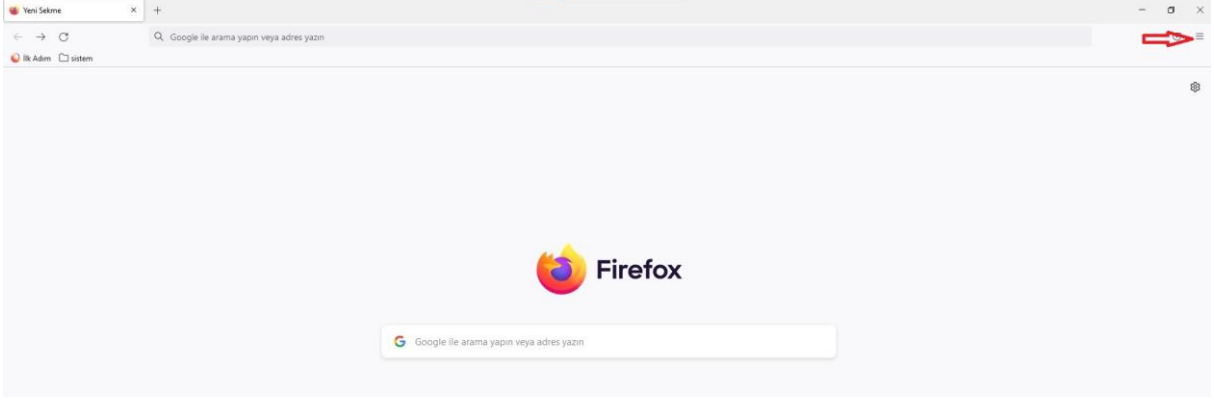 Yeni Sekme
Google ile arama yapın veya adres yazın
İlk Adım sistem
Firefox
Google ile arama yapın veya adres yazın